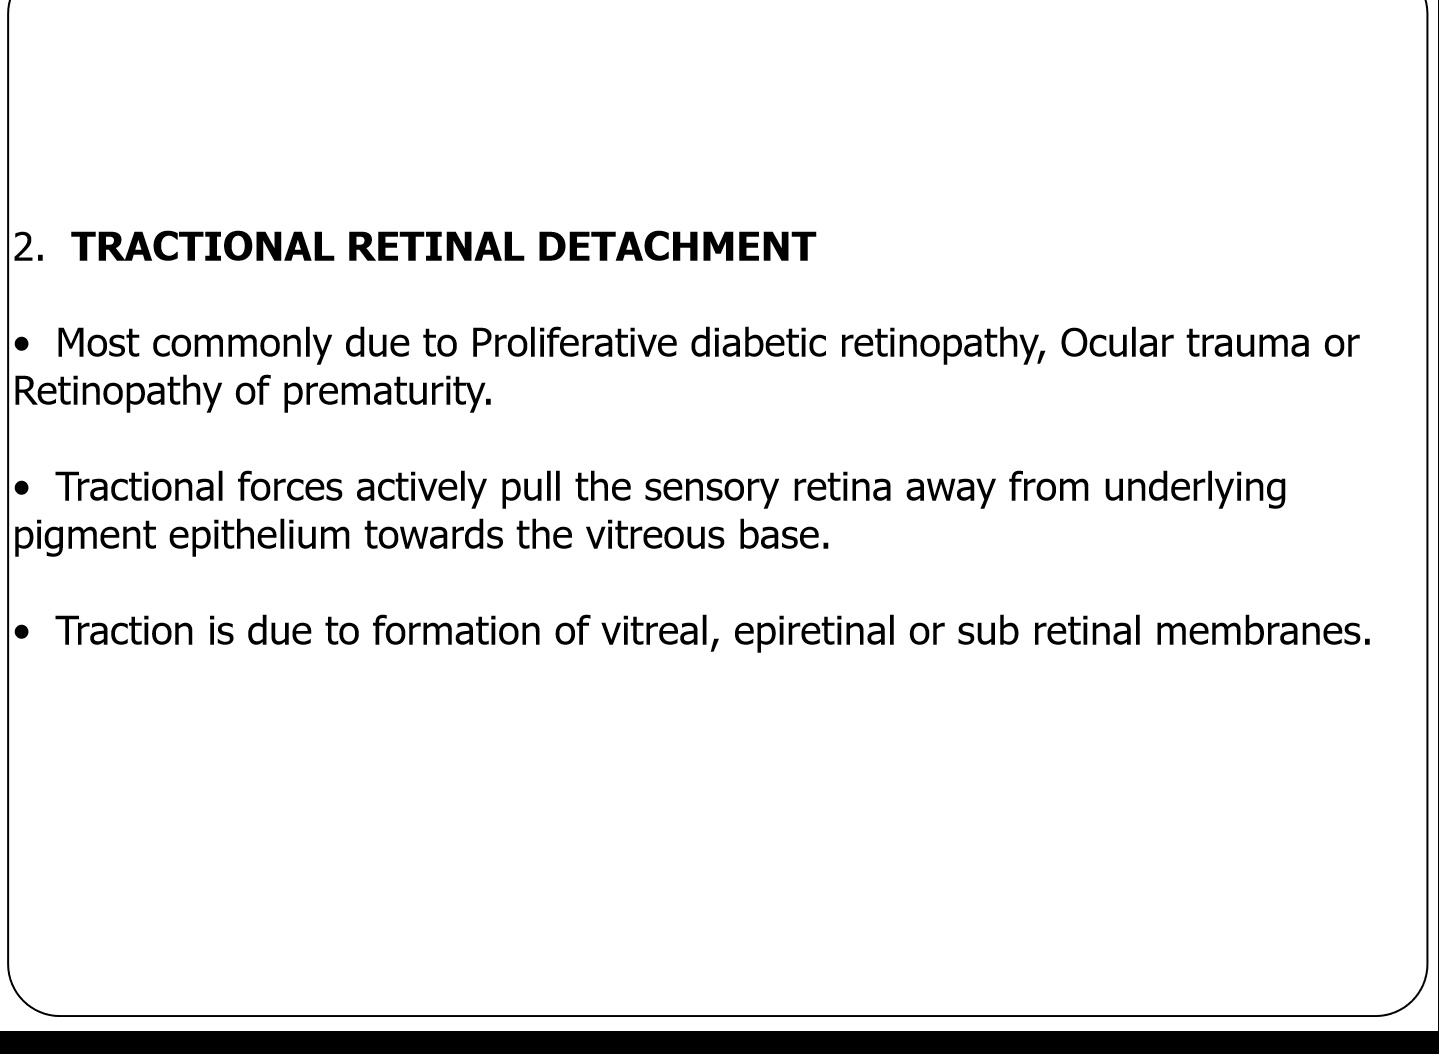 2. TRACTIONAL RETINAL DETACHMENT
• Most commonly due to Proliferative diabetic retinopathy, Ocular trauma or
Retinopathy of prematurity.
• Tractional forces actively pull the sensory retina away from underlying
pigment epithelium towards the vitreous base.
• Traction is due to formation of vitreal, epiretinal or sub retinal membranes.